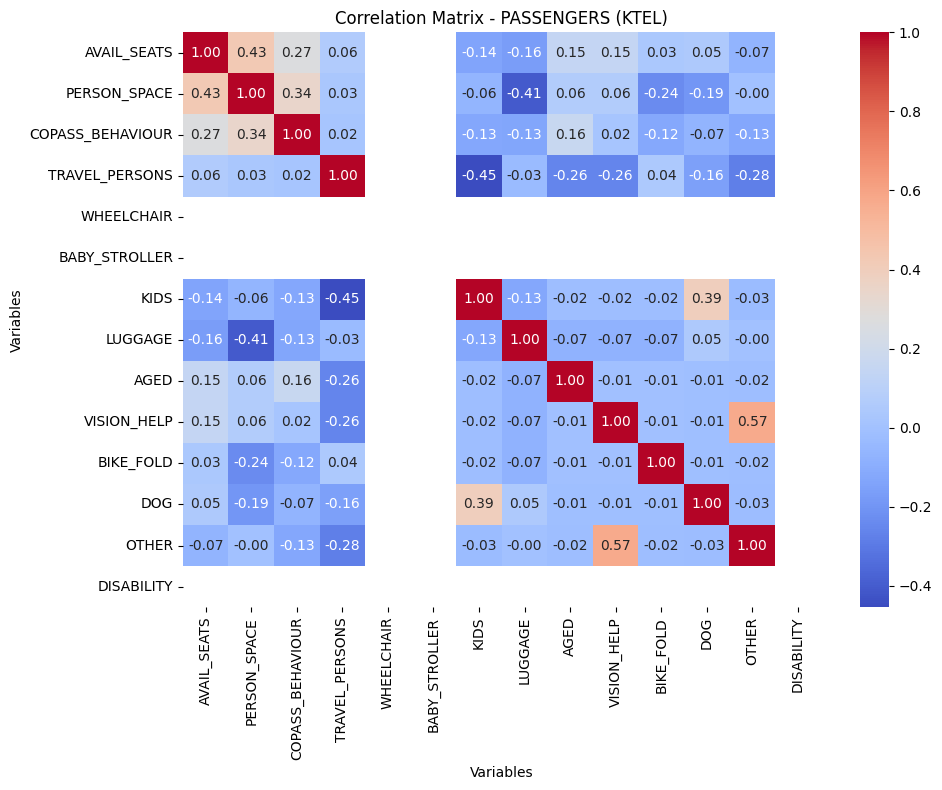 Correlation Matrix - PASSENGERS (KTEL)
AVAIL_SEATS 1.00 0.43 0.27 0.06 -0.14 -0.16 0.15 0.15 0.03 0.05 -0.07
PERSON_SPACE 0.43 1.00 0.34 0.03 -0.06 -0.41 0.06 0.06 -0.24 -0.19 -0.00
COPASS_BEHAVIOUR 0.27 0.34 1.00 0.02 -0.13 -0.13 0.16 0.02 -0.12 -0.07 -0.13
TRAVEL_PERSONS 0.06 0.03 0.02 1.00 -0.45 -0.03 -0.26 -0.26 0.04 -0.16 -0.28
WHEELCHAIR
BABY_STROLLER
KIDS -0.14 -0.06 -0.13 -0.45 1.00 -0.13 -0.02 -0.02 -0.02 0.39 -0.03
LUGGAGE -0.16 -0.41 -0.13 -0.03 -0.13 1.00 -0.07 -0.07 -0.07 0.05 -0.00
AGED 0.15 0.06 0.16 -0.26 -0.02 -0.07 1.00 -0.01 -0.01 -0.01 -0.02
VISION_HELP 0.15 0.06 0.02 -0.26 -0.02 -0.07 -0.01 1.00 -0.01 -0.01 0.57
BIKE_FOLD 0.03 -0.24 -0.12 0.04 -0.02 -0.07 -0.01 -0.01 1.00 -0.01 -0.02
DOG 0.05 -0.19 -0.07 -0.16 0.39 0.05 -0.01 -0.01 -0.01 1.00 -0.03
OTHER -0.07 -0.00 -0.13 -0.28 -0.03 -0.00 -0.02 0.57 -0.02 -0.03 1.00
DISABILITY
Variables
AVAIL_SEATS
PERSON_SPACE
COPASS_BEHAVIOUR
TRAVEL_PERSONS
WHEELCHAIR
BABY_STROLLER
KIDS
LUGGAGE
AGED
VISION_HELP
BIKE_FOLD
DOG
OTHER
DISABILITY
Variables
1.0
0.8
0.6
0.4
0.2
0.0
-0.2
-0.4